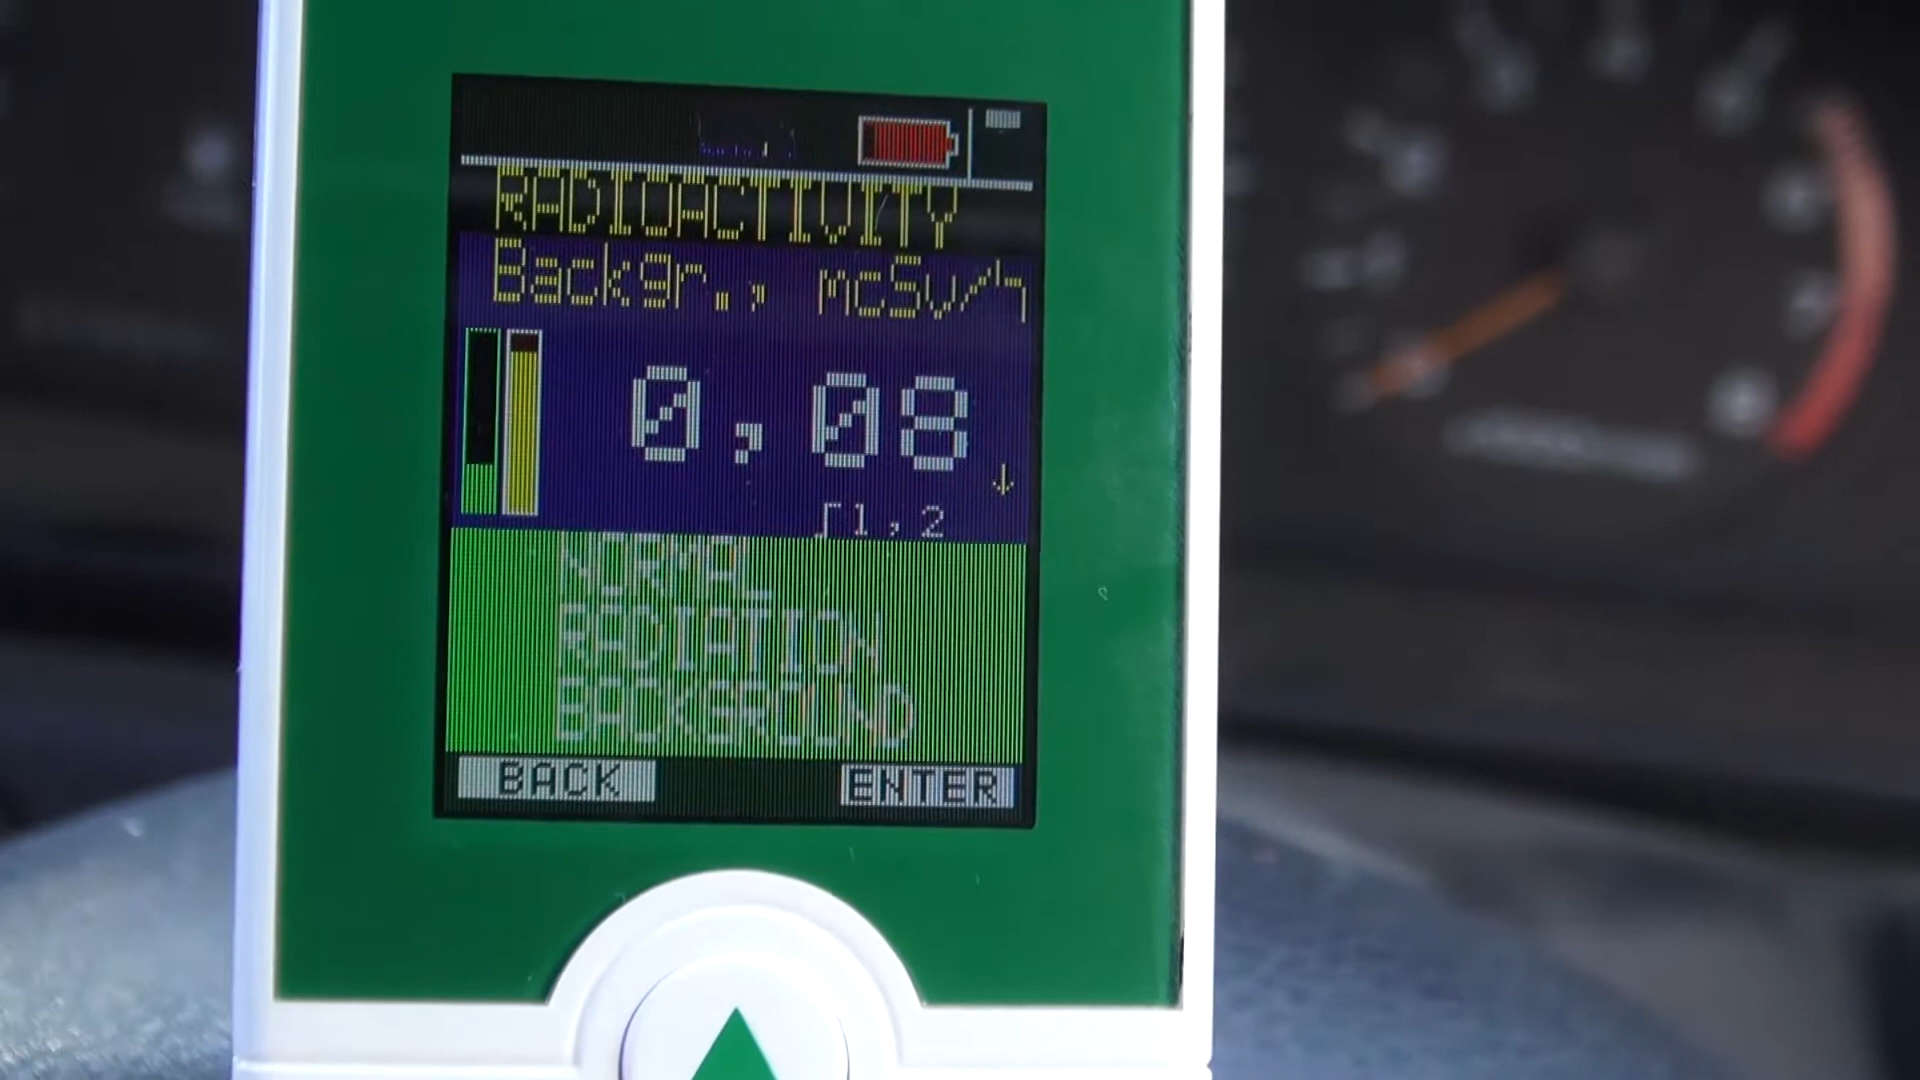 RADIOACTIVITY
Backgr., mcSv/h
0,08
↓
∫1,2
NORMAL
RADIATION
BACKGROUND
BACK ENTER